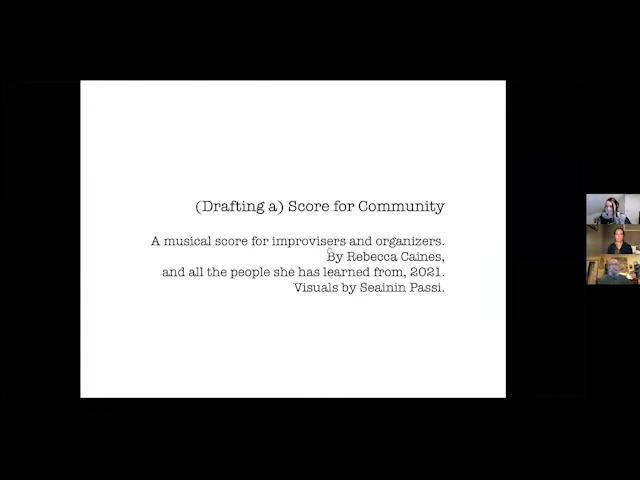 (Drafting a) Score for Community
A musical score for improvisers and organizers.
By Rebecca Caines,
and all the people she has learned from, 2021.
Visuals by Seainin Passi.